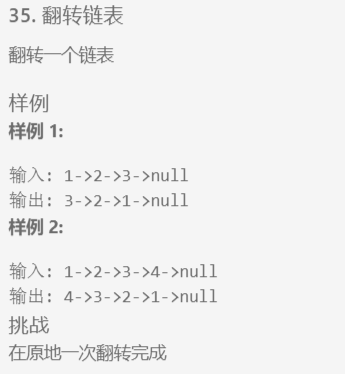 35. 翻转链表
翻转一个链表
样例
样例 1:
输入: 1->2->3->null
输出: 3->2->1->null
样例 2:
输入: 1->2->3->4->null
输出: 4->3->2->1->null
挑战
在原地一次翻转完成